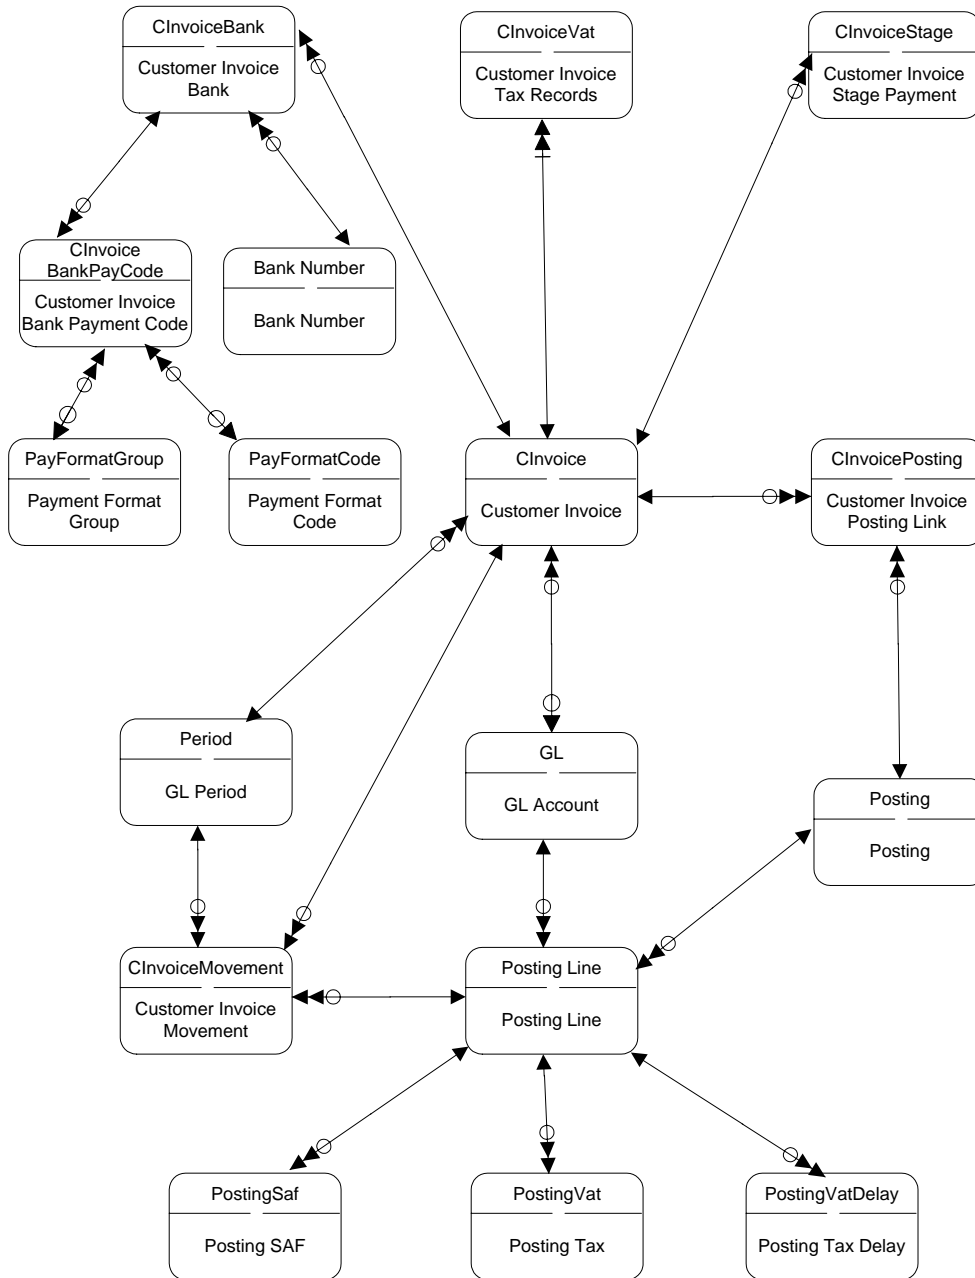 CInvoiceBank
Customer Invoice
Bank
CInvoiceVat
Customer Invoice
Tax Records
CInvoiceStage
Customer Invoice
Stage Payment
CInvoice
BankPayCode
Customer Invoice
Bank Payment Code
Bank Number
Bank Number
PayFormatGroup
Payment Format
Group
PayFormatCode
Payment Format
Code
CInvoice
Customer Invoice
CInvoicePosting
Customer Invoice
Posting Link
Period
GL Period
GL
GL Account
Posting
Posting
CInvoiceMovement
Customer Invoice
Movement
Posting Line
Posting Line
PostingSaf
Posting SAF
PostingVat
Posting Tax
PostingVatDelay
Posting Tax Delay